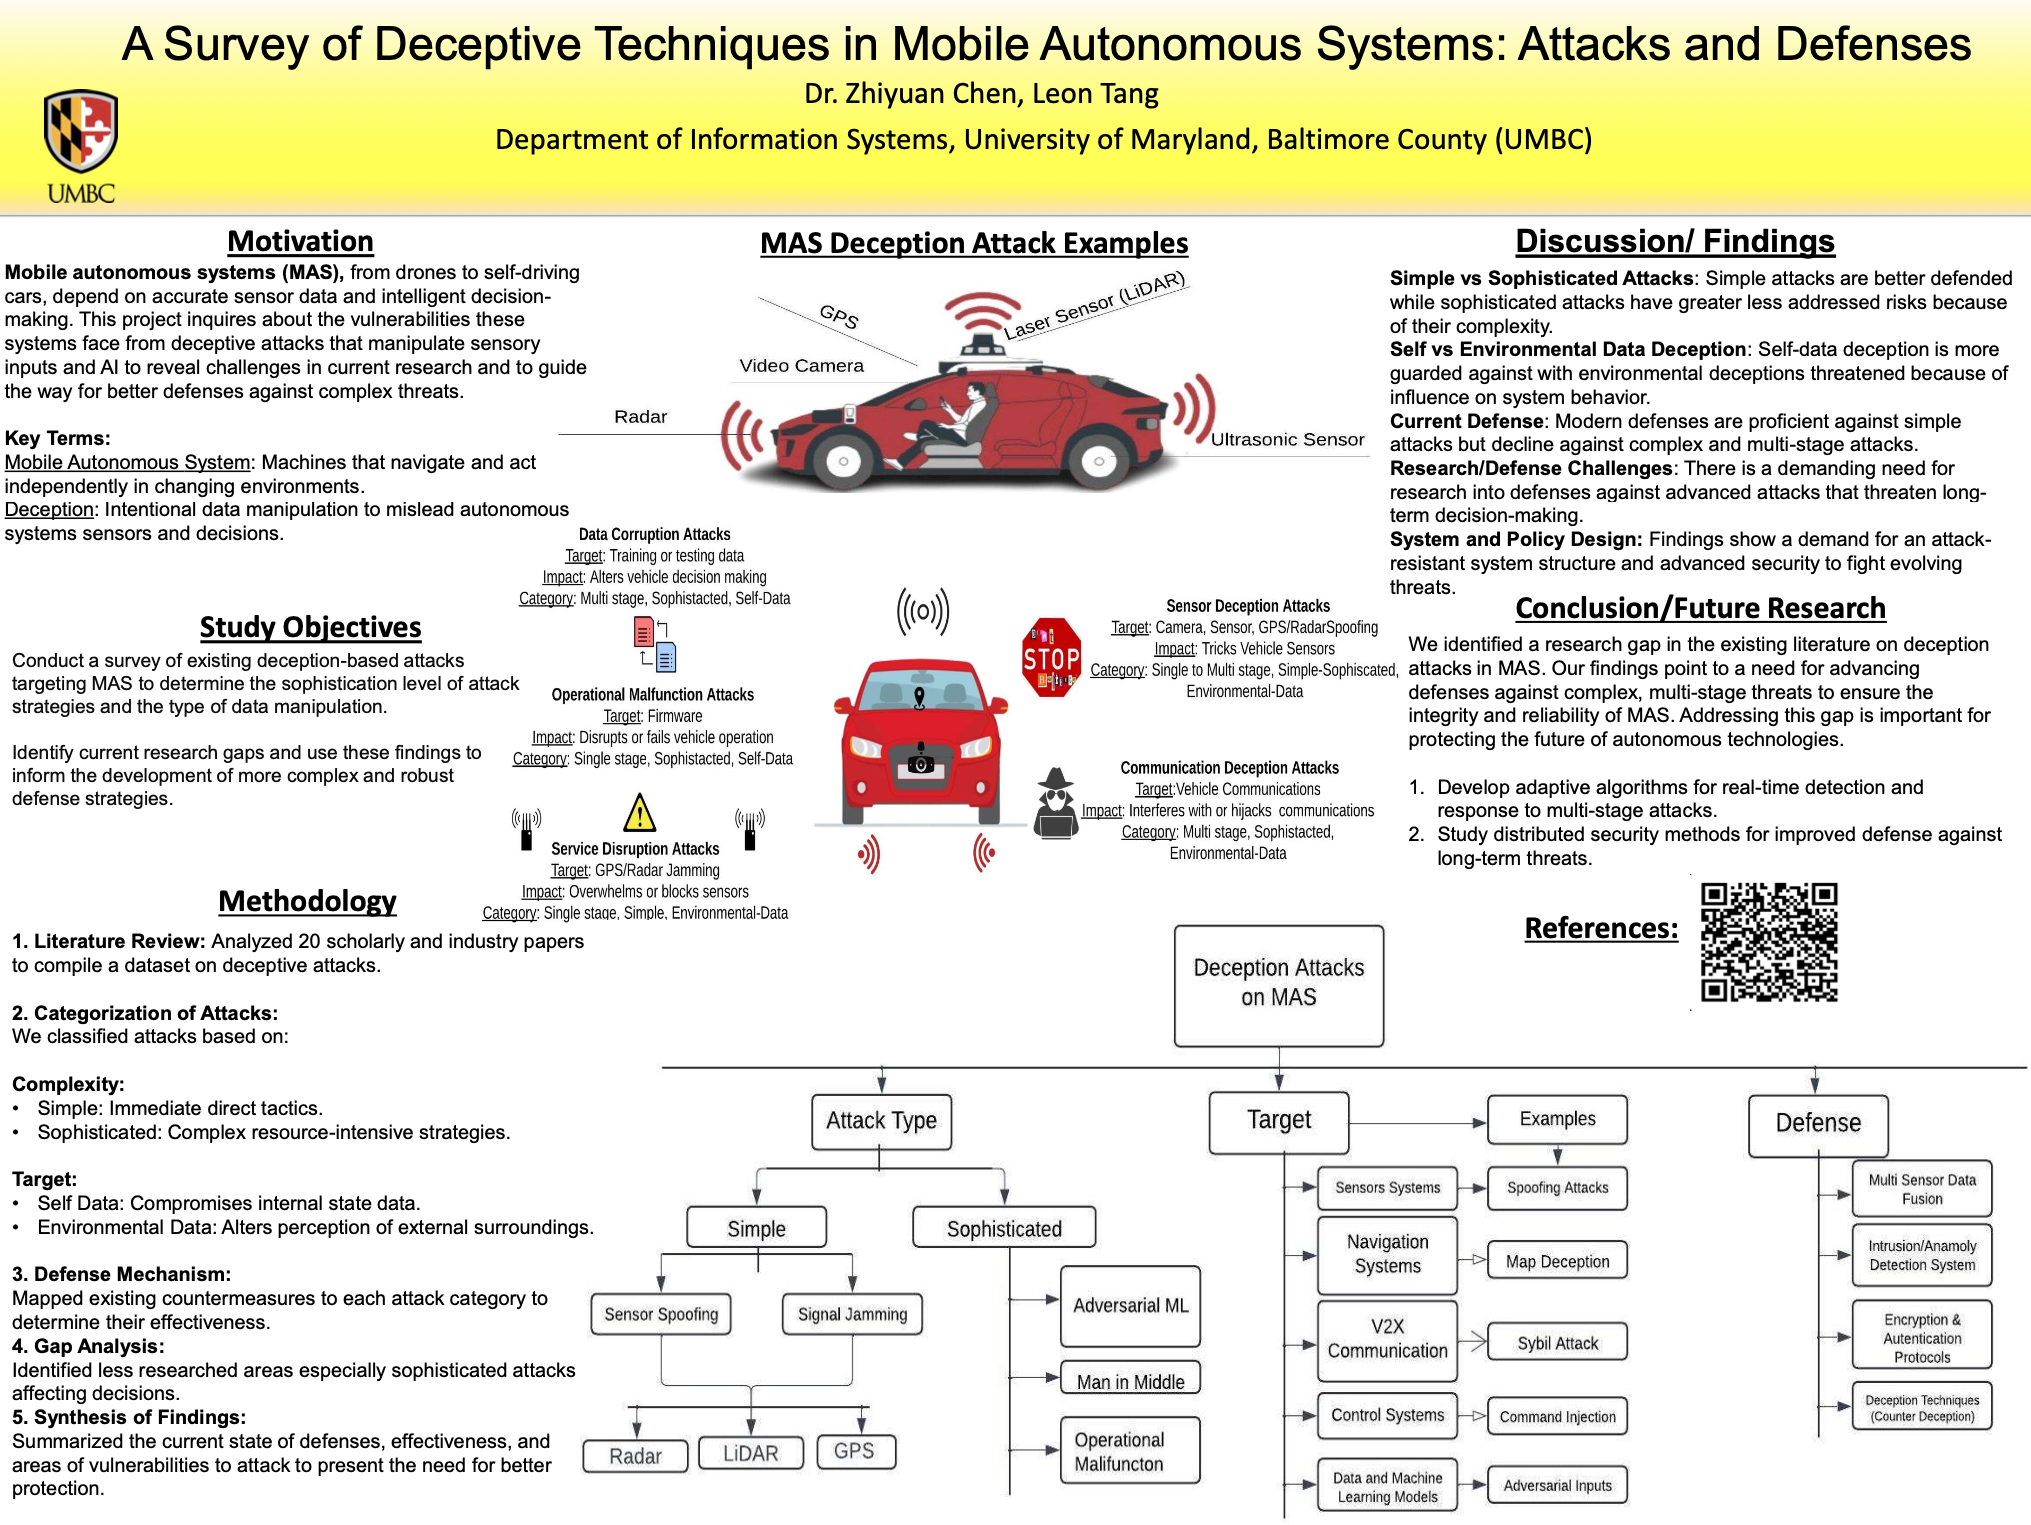 A Survey of Deceptive Techniques in Mobile Autonomous Systems: Attacks and Defenses
Dr. Zhiyuan Chen, Leon Tang
Department of Information Systems, University of Maryland, Baltimore County (UMBC)
UMBC
Motivation
Mobile autonomous systems (MAS), from drones to self-driving
cars, depend on accurate sensor data and intelligent decision-
making. This project inquires about the vulnerabilities these
systems face from deceptive attacks that manipulate sensory
inputs and AI to reveal challenges in current research and to guide
the way for better defenses against complex threats.
Key Terms:
Mobile Autonomous System: Machines that navigate and act
independently in changing environments.
Deception: Intentional data manipulation to mislead autonomous
systems sensors and decisions.
Study Objectives
Conduct a survey of existing deception-based attacks
targeting MAS to determine the sophistication level of attack
strategies and the type of data manipulation.
Identify current research gaps and use these findings to
inform the development of more complex and robust
defense strategies.
Methodology
1. Literature Review: Analyzed 20 scholarly and industry papers
to compile a dataset on deceptive attacks.
2. Categorization of Attacks:
We classified attacks based on:
Complexity:
• Simple: Immediate direct tactics.
• Sophisticated: Complex resource-intensive strategies.
Target:
• Self Data: Compromises internal state data.
• Environmental Data: Alters perception of external surroundings.
3. Defense Mechanism:
Mapped existing countermeasures to each attack category to
determine their effectiveness.
4. Gap Analysis:
Identified less researched areas especially sophisticated attacks
affecting decisions.
5. Synthesis of Findings:
Summarized the current state of defenses, effectiveness, and
areas of vulnerabilities to attack to present the need for better
protection.
MAS Deception Attack Examples
GPS
Laser Sensor (LiDAR)
Video Camera
Radar
Ultrasonic Sensor
Data Corruption Attacks
Target: Training or testing data
Impact: Alters vehicle decision making
Category: Multi stage, Sophistacted, Self-Data
Operational Malfunction Attacks
Target: Firmware
Impact: Disrupts or fails vehicle operation
Category: Single stage, Sophistacted, Self-Data
Service Disruption Attacks
Target: GPS/Radar Jamming
Impact: Overwhelms or blocks sensors
Category: Single stage, Simple, Environmental-Data
STOP
Sensor Deception Attacks
Target: Camera, Sensor, GPS/RadarSpoofing
Impact: Tricks Vehicle Sensors
Category: Single to Multi stage, Simple-Sophiscated,
Environmental-Data
Communication Deception Attacks
Target:Vehicle Communications
Impact: Interferes with or hijacks communications
Category: Multi stage, Sophistacted,
Environmental-Data
Discussion/ Findings
Simple vs Sophisticated Attacks: Simple attacks are better defended
while sophisticated attacks have greater less addressed risks because
of their complexity.
Self vs Environmental Data Deception: Self-data deception is more
guarded against with environmental deceptions threatened because of
influence on system behavior.
Current Defense: Modern defenses are proficient against simple
attacks but decline against complex and multi-stage attacks.
Research/Defense Challenges: There is a demanding need for
research into defenses against advanced attacks that threaten long-
term decision-making.
System and Policy Design: Findings show a demand for an attack-
resistant system structure and advanced security to fight evolving
threats.
Conclusion/Future Research
We identified a research gap in the existing literature on deception
attacks in MAS. Our findings point to a need for advancing
defenses against complex, multi-stage threats to ensure the
integrity and reliability of MAS. Addressing this gap is important for
protecting the future of autonomous technologies.
1. Develop adaptive algorithms for real-time detection and
response to multi-stage attacks.
2. Study distributed security methods for improved defense against
long-term threats.
References:
Deception Attacks
on MAS
Attack Type
Simple
Sophisticated
Sensor Spoofing
Signal Jamming
Radar
LiDAR
GPS
Adversarial ML
Man in Middle
Operational
Malifuncton
Target
Examples
Sensors Systems
Spoofing Attacks
Navigation
Systems
Map Deception
V2X
Communication
Sybil Attack
Control Systems
Command Injection
Data and Machine
Learning Models
Adversarial Inputs
Defense
Multi Sensor Data
Fusion
Intrusion/Anamoly
Detection System
Encryption &
Autentication
Protocols
Deception Techniques
(Counter Deception)